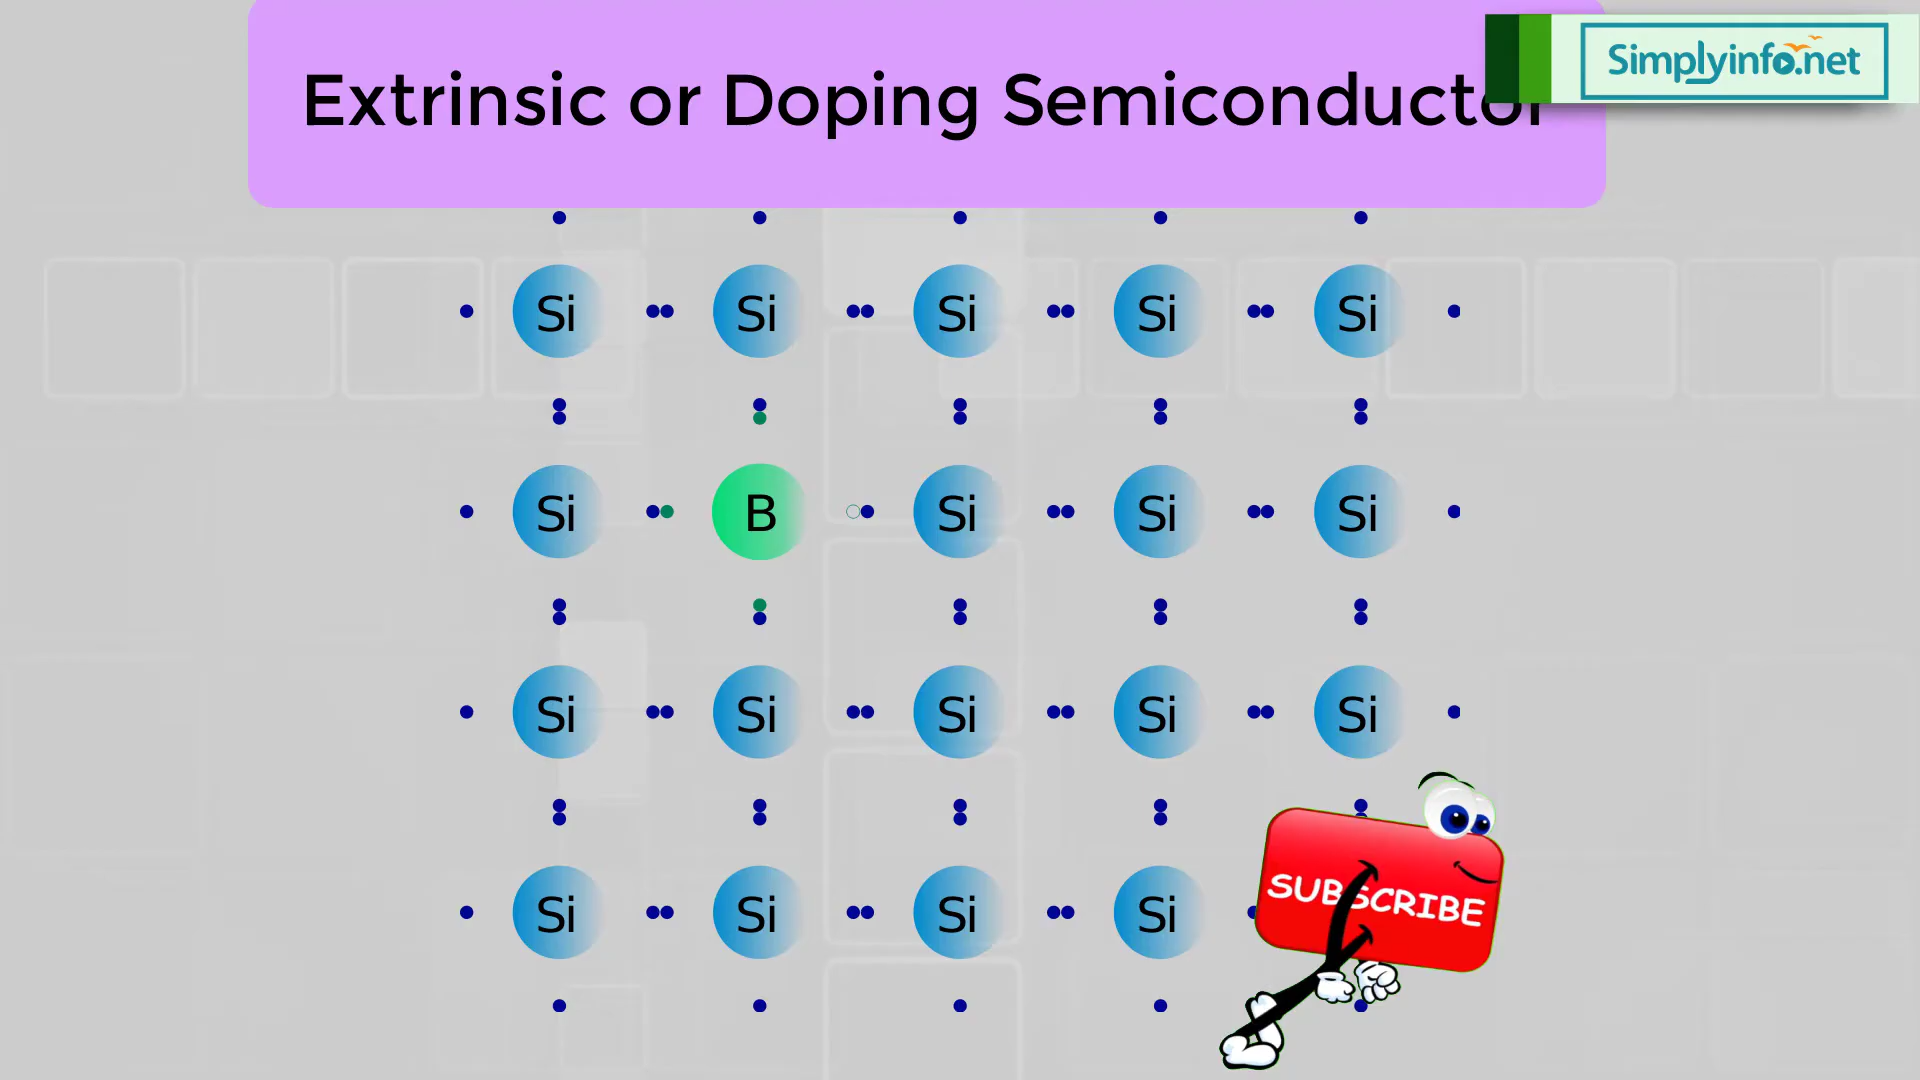 Extrinsic or Doping Semiconductor
Simplyinfo.net
Si Si Si Si Si
Si B Si Si Si
Si Si Si Si Si
Si Si Si Si
SUBSCRIBE